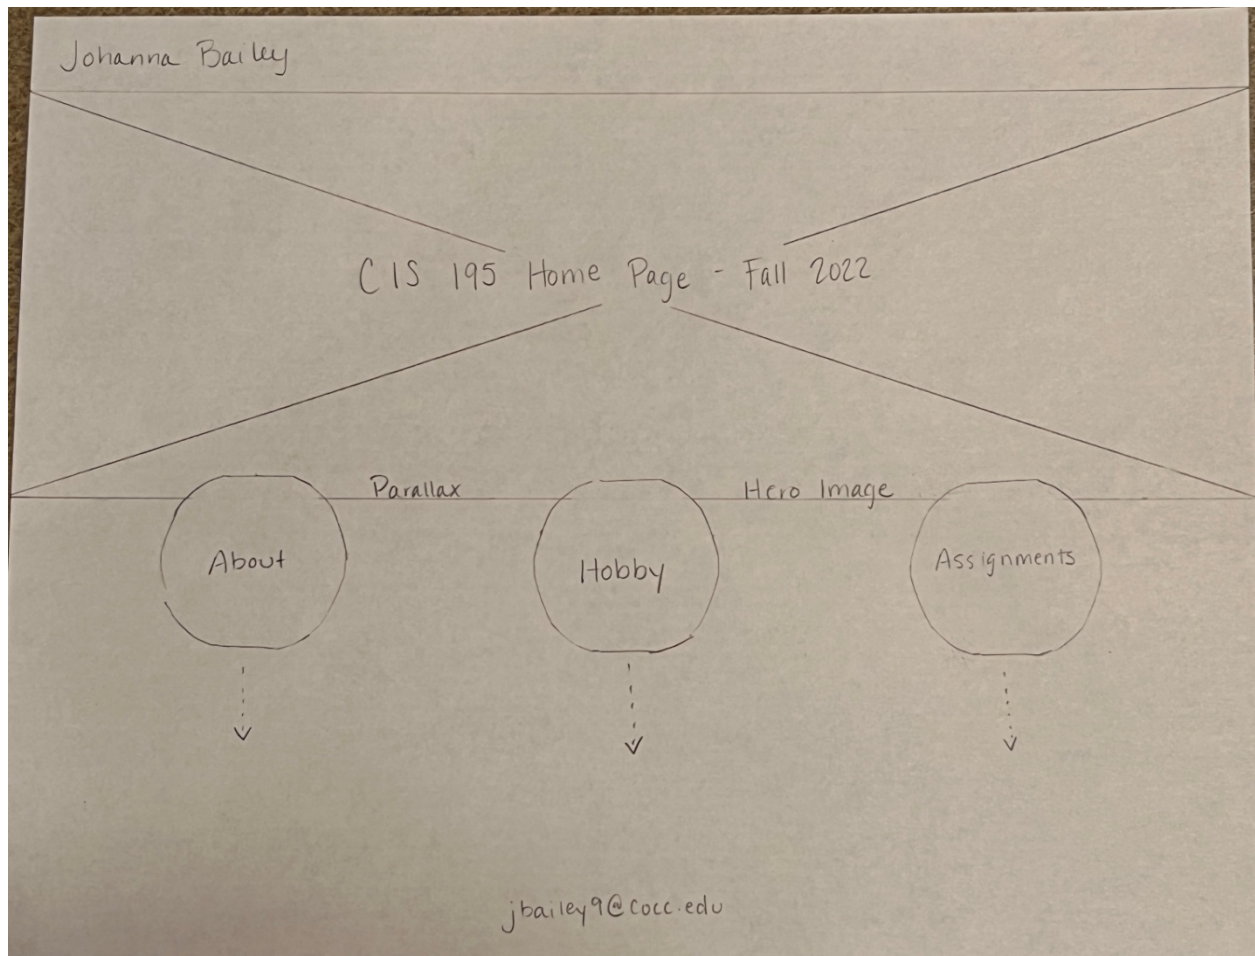 Johanna Bailey
CIS 195 Home Page - Fall 2022
Parallax Hero Image
About Hobby Assignments
jbailey9@cocc.edu